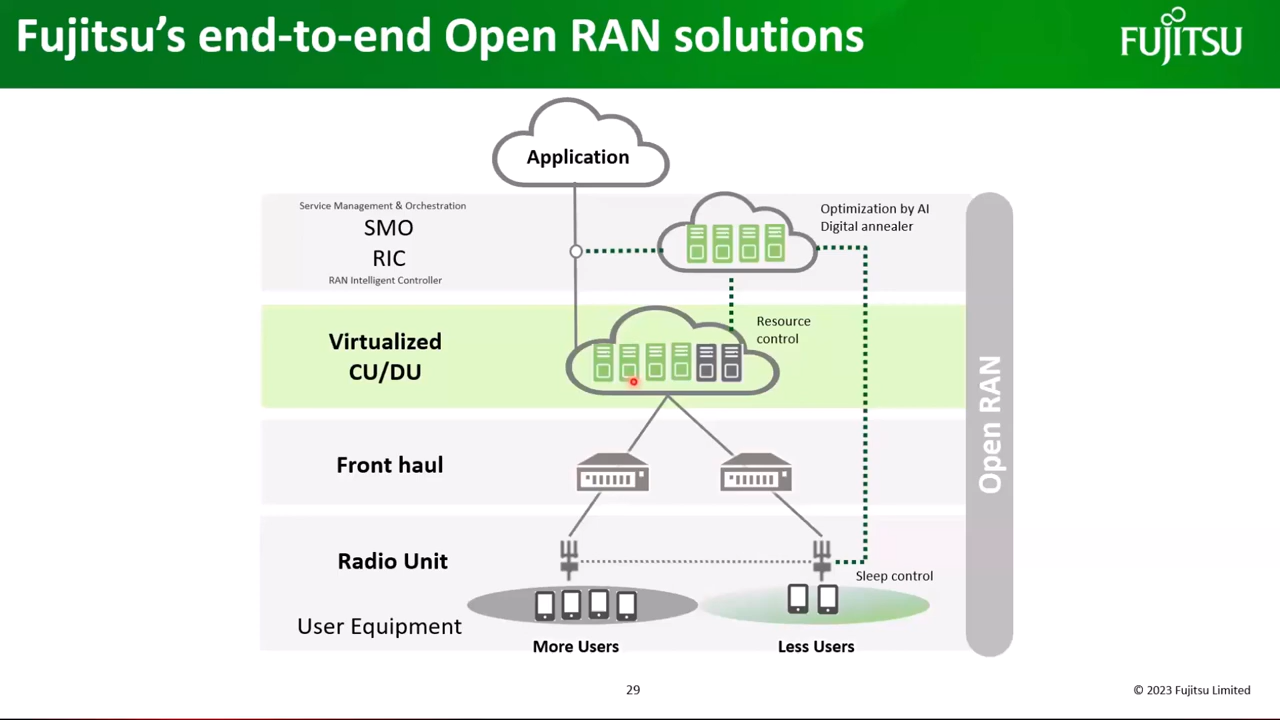 Fujitsu's end-to-end Open RAN solutions
FUJITSU
Application
Service Management & Orchestration
SMO
RIC
RAN Intelligent Controller
Optimization by AI
Digital annealer
Virtualized
CU/DU
Resource
control
Front haul
Radio Unit
Sleep control
User Equipment
More Users
Less Users
Open RAN
29
© 2023 Fujitsu Limited